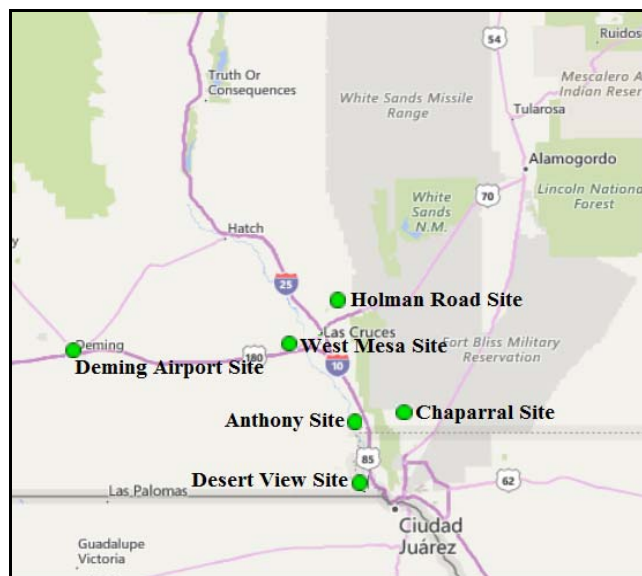 54
Ruidos
Truth Or
Consequences
White Sands Missile
Range
Mescalero A
Indian Rese
Tularosa
Alamogordo
Lincoln National
Forest
White
Sands
N.M.
70
Hatch
25
Holman Road Site
Las Cruces
West Mesa Site
Fort Bliss Military
Reservation
Deming
180
Deming Airport Site
10
Chaparral Site
Anthony Site
85
Desert View Site
62
Las Palomas
Ciudad
Juárez
Guadalupe
Victoria